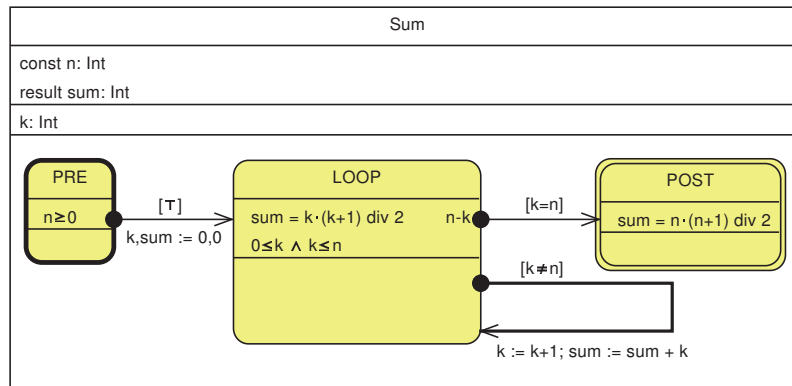 Sum
const n: Int
result sum: Int
k: Int
PRE
n≥0
[⊤]
k,sum := 0,0
LOOP
sum = k·(k+1) div 2
0≤k ∧ k≤n
n-k
[k=n]
[k≠n]
k := k+1; sum := sum + k
POST
sum = n·(n+1) div 2